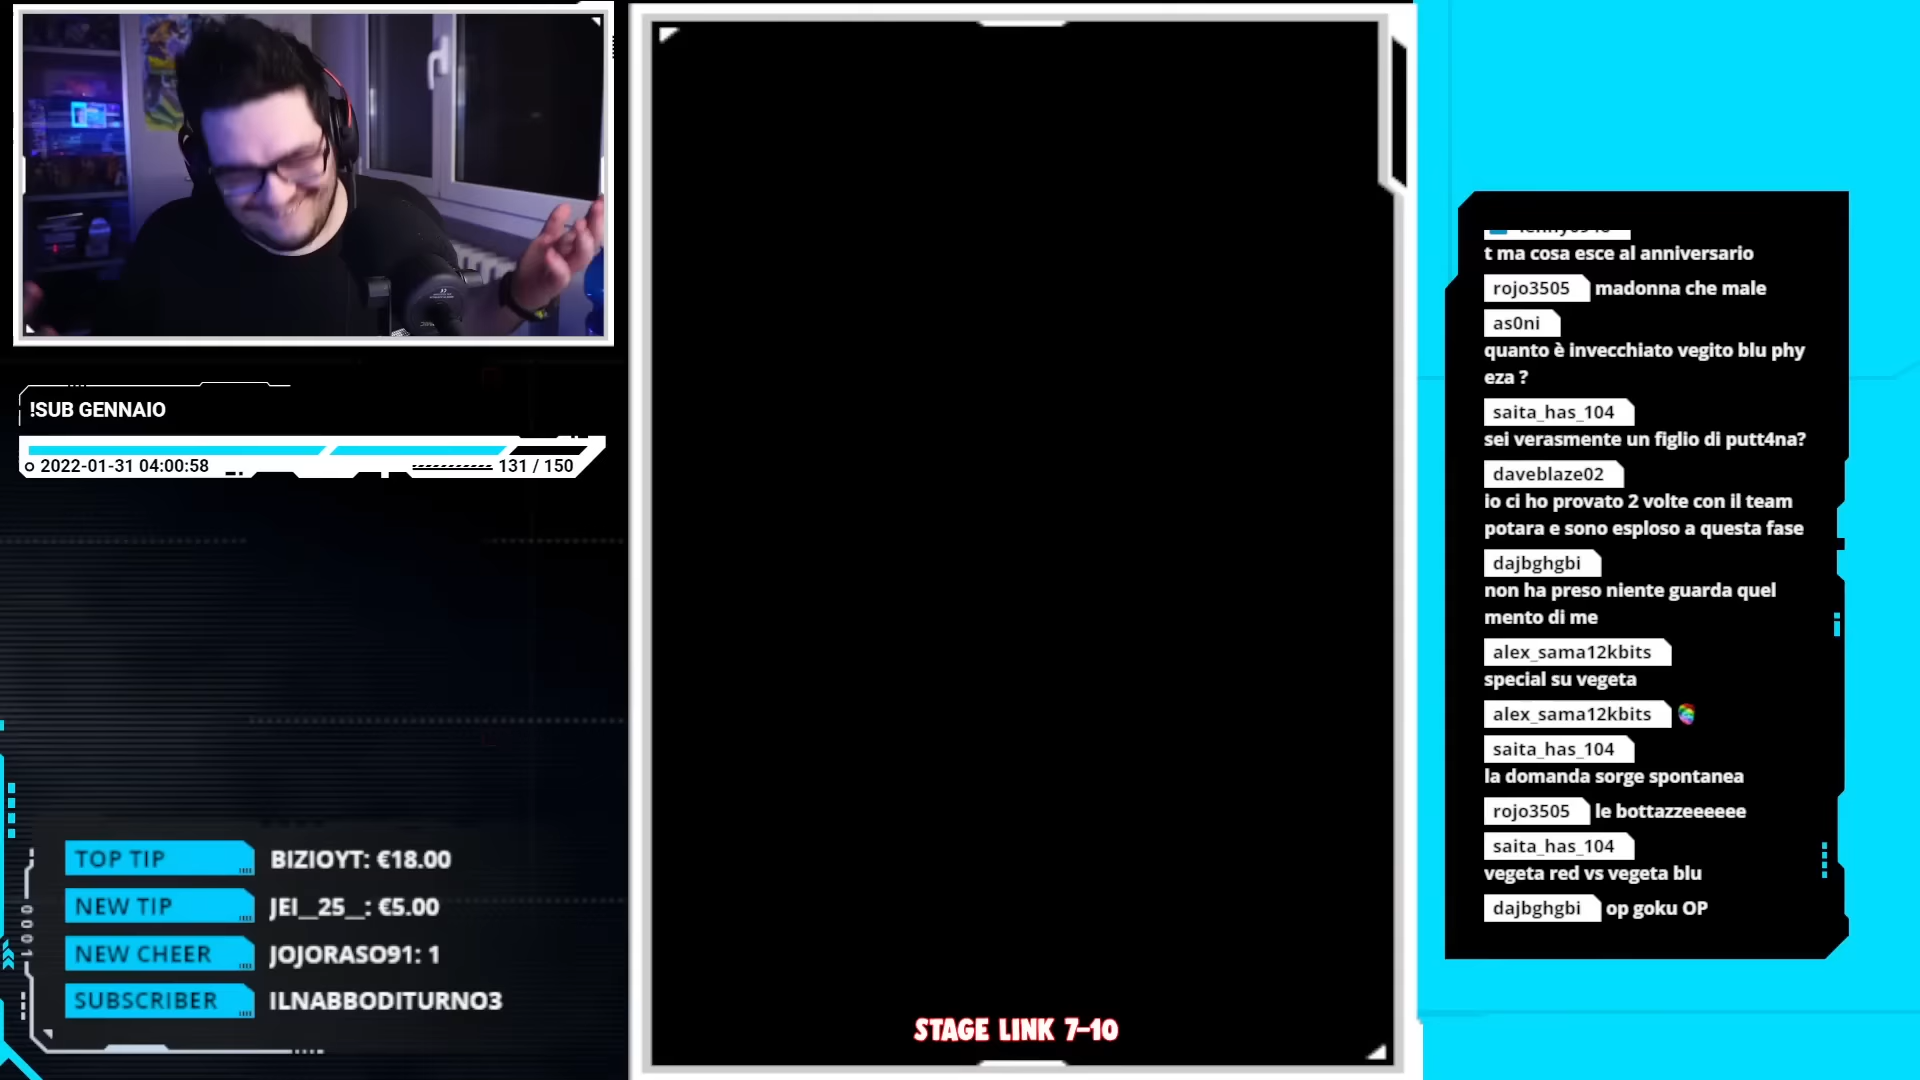 !SUB GENNAIO
2022-01-31 04:00:58
131 / 150
TOP TIP
BIZIOYT: €18.00
NEW TIP
JEI__25__: €5.00
NEW CHEER
JOJORASO91: 1
SUBSCRIBER
ILNABBODITURNO3
0001
STAGE LINK 7-10
t ma cosa esce al anniversario
rojo3505 madonna che male
as0ni
quanto è invecchiato vegito blu phy
eza ?
saita_has_104
sei verasmente un figlio di putt4na?
daveblaze02
io ci ho provato 2 volte con il team
potara e sono esploso a questa fase
dajbghgbi
non ha preso niente guarda quel
mento di me
alex_sama12kbits
special su vegeta
alex_sama12kbits
saita_has_104
la domanda sorge spontanea
rojo3505 le bottazzeeeeee
saita_has_104
vegeta red vs vegeta blu
dajbghgbi op goku OP